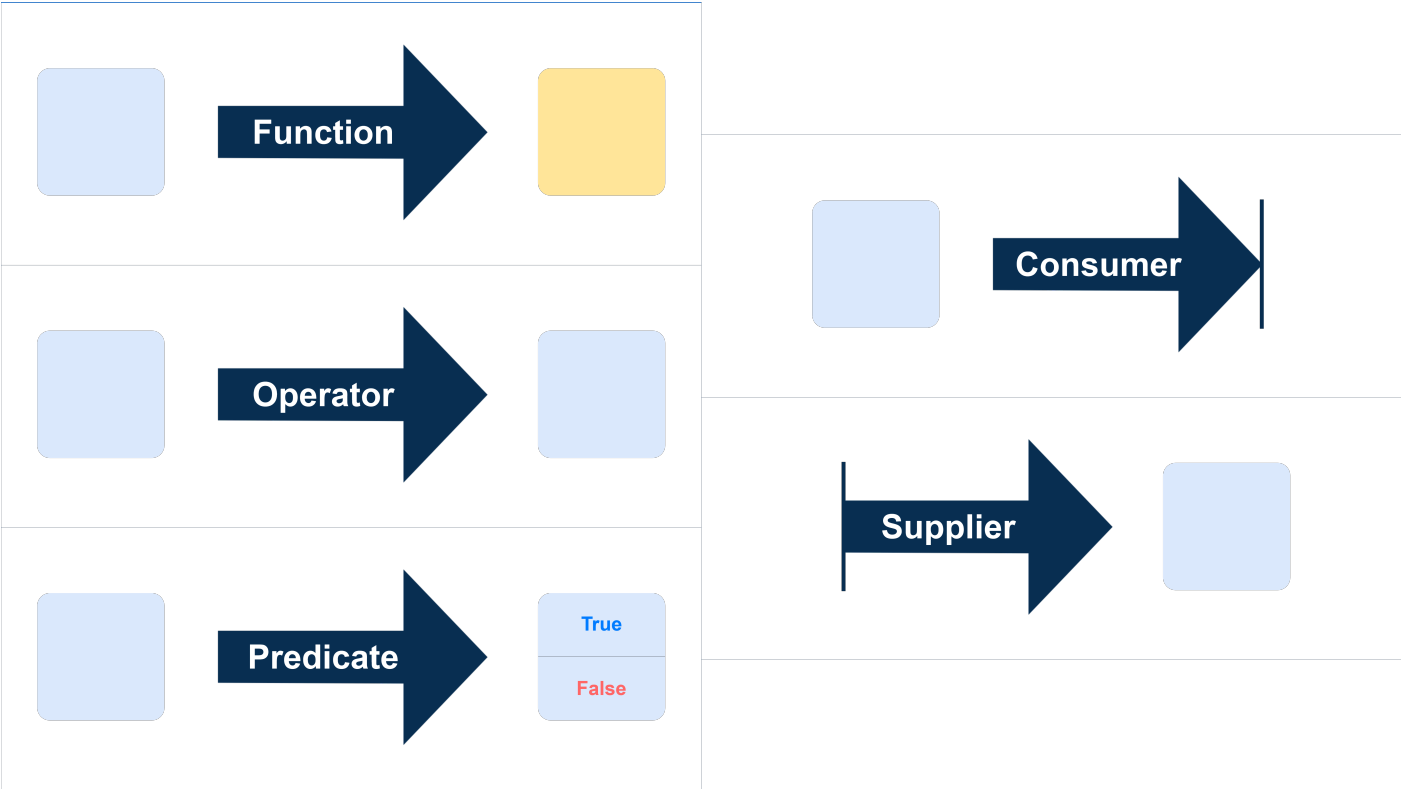 Function
Operator
Predicate
True
False
Consumer
Supplier